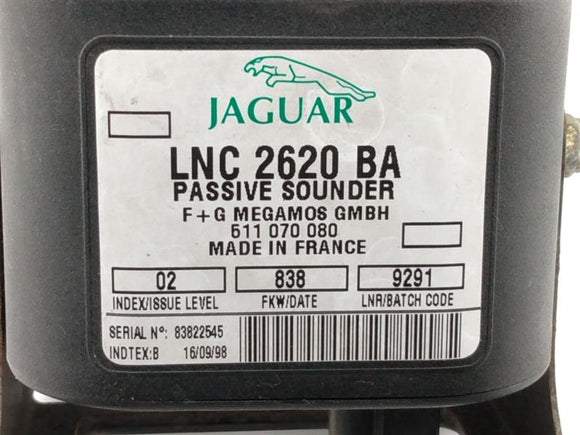 JAGUAR
LNC 2620 BA
PASSIVE SOUNDER
F+G MEGAMOS GMBH
511 070 080
MADE IN FRANCE
02 838 9291
INDEX/ISSUE LEVEL FKW/DATE LNR/BATCH CODE
SERIAL Nº: 83822545
INDTEX:B 16/09/98